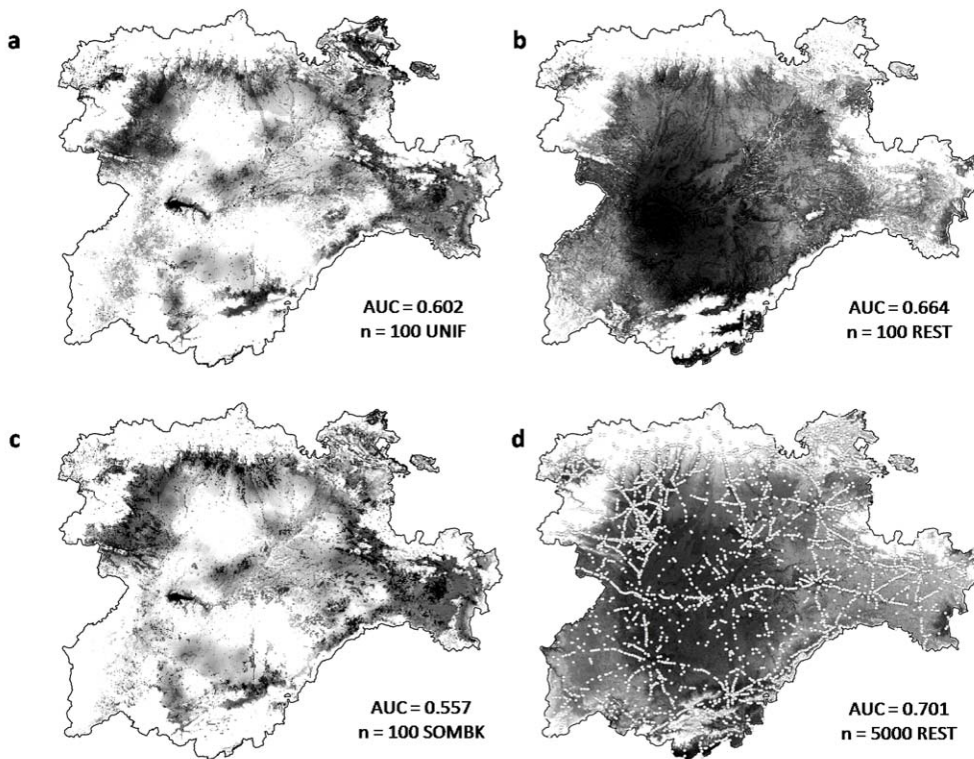 a
AUC = 0.602
n = 100 UNIF
b
AUC = 0.664
n = 100 REST
c
AUC = 0.557
n = 100 SOMBK
d
AUC = 0.701
n = 5000 REST